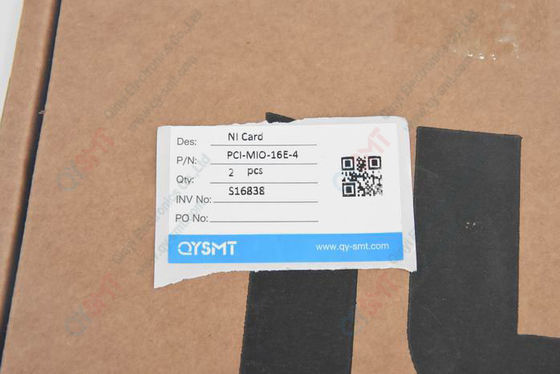 Des: NI Card
P/N: PCI-MIO-16E-4
Qty: 2 pcs
INV No: S16838
PO No:
QYSMT www.qy-smt.com